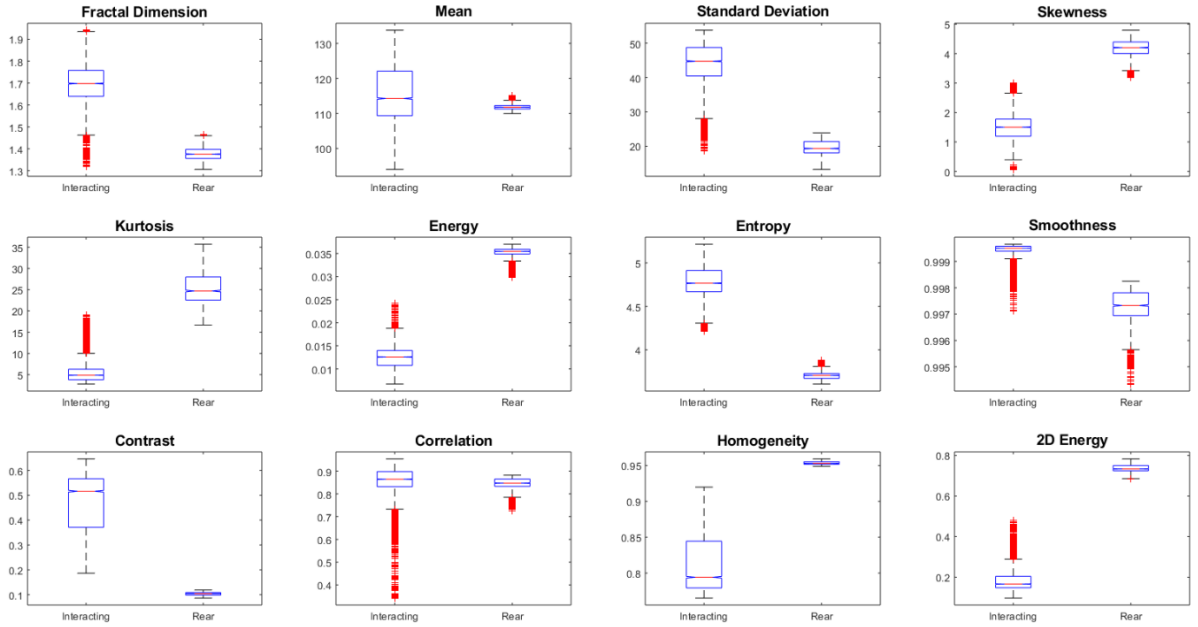 Fractal Dimension
1.9
1.8
1.7
1.6
1.5
1.4
1.3
Interacting Rear
Mean
130
120
110
100
Interacting Rear
Standard Deviation
50
40
30
20
Interacting Rear
Skewness
5
4
3
2
1
0
Interacting Rear
Kurtosis
35
30
25
20
15
10
5
Interacting Rear
Energy
0.035
0.03
0.025
0.02
0.015
0.01
Interacting Rear
Entropy
5
4.5
4
Interacting Rear
Smoothness
0.999
0.998
0.997
0.996
0.995
Interacting Rear
Contrast
0.6
0.5
0.4
0.3
0.2
0.1
Interacting Rear
Correlation
0.9
0.8
0.7
0.6
0.5
0.4
Interacting Rear
Homogeneity
0.95
0.9
0.85
0.8
Interacting Rear
2D Energy
0.8
0.6
0.4
0.2
Interacting Rear